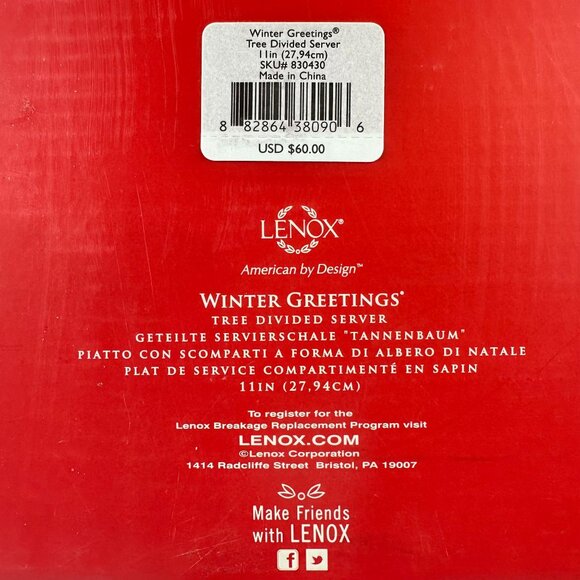 Winter Greetings®
Tree Divided Server
11in (27,94cm)
SKU# 830430
Made in China
8 82864 38090 6
USD $60.00
LENOX®
American by Design™
WINTER GREETINGS®
TREE DIVIDED SERVER
GETEILTE SERVIERSCHALE "TANNENBAUM"
PIATTO CON SCOMPARTI A FORMA DI ALBERO DI NATALE
PLAT DE SERVICE COMPARTIMENTÉ EN SAPIN
11IN (27,94CM)
To register for the
Lenox Breakage Replacement Program visit
LENOX.COM
©Lenox Corporation
1414 Radcliffe Street Bristol, PA 19007
Make Friends
with LENOX
f